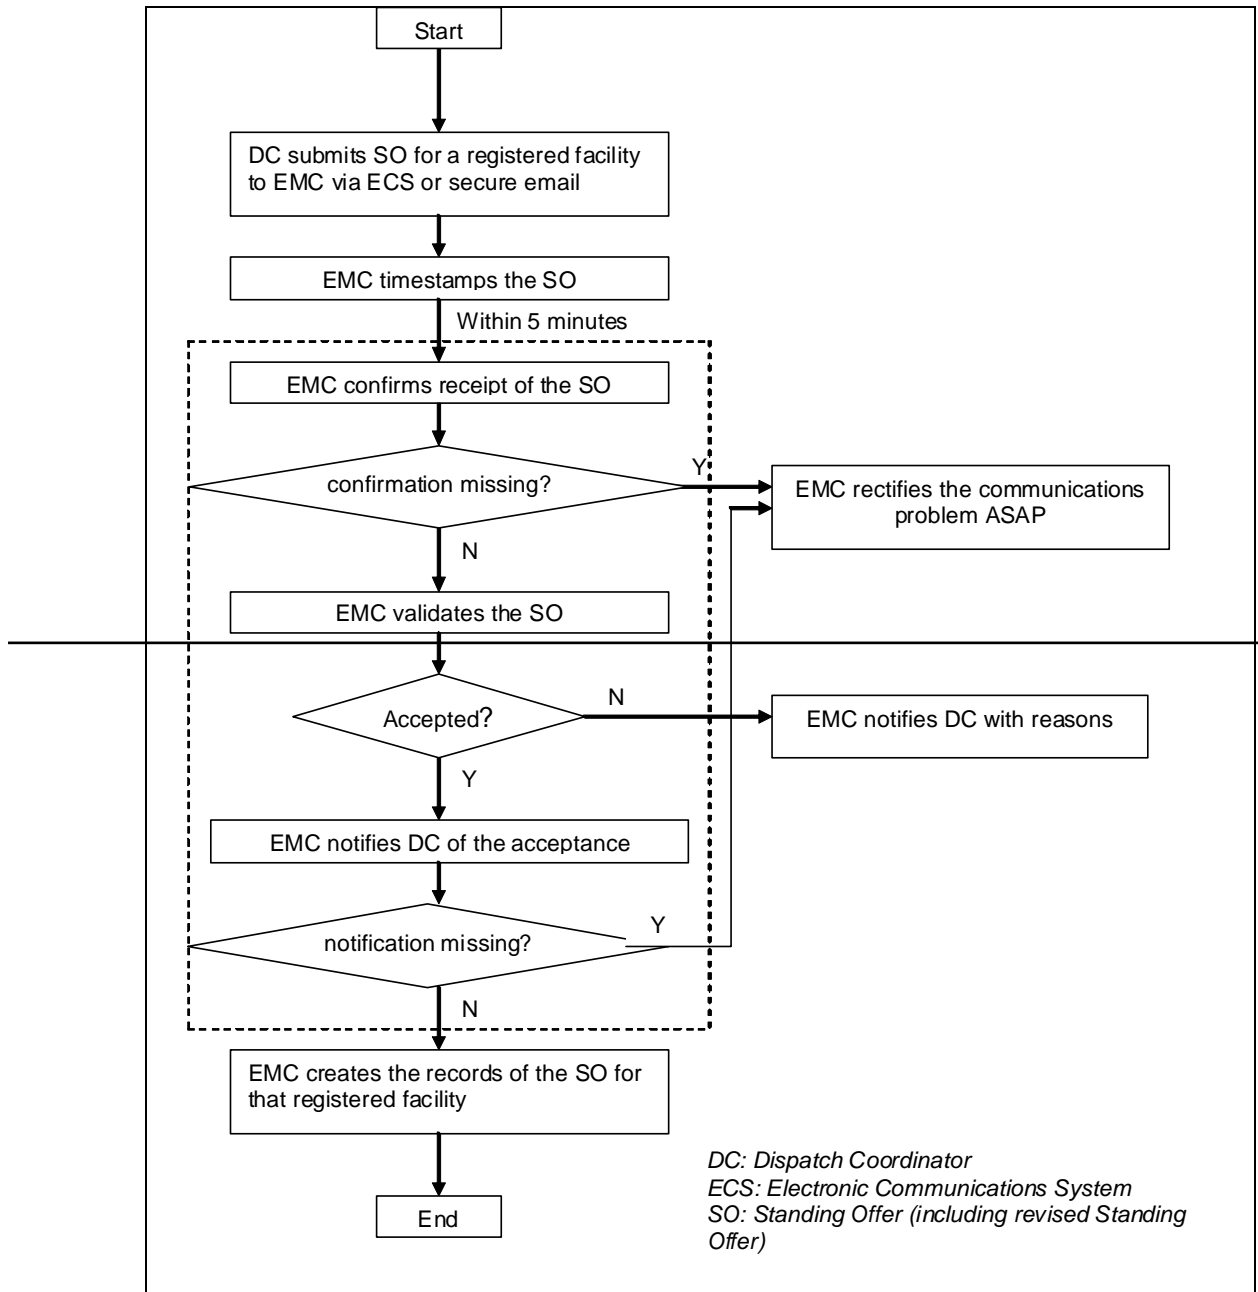 Start
DC submits SO for a registered facility
to EMC via ECS or secure email
EMC timestamps the SO
Within 5 minutes
EMC confirms receipt of the SO
confirmation missing?
Y
EMC rectifies the communications
problem ASAP
N
EMC validates the SO
Accepted?
N
EMC notifies DC with reasons
Y
EMC notifies DC of the acceptance
notification missing?
Y
N
EMC creates the records of the SO for
that registered facility
End
DC: Dispatch Coordinator
ECS: Electronic Communications System
SO: Standing Offer (including revised Standing
Offer)